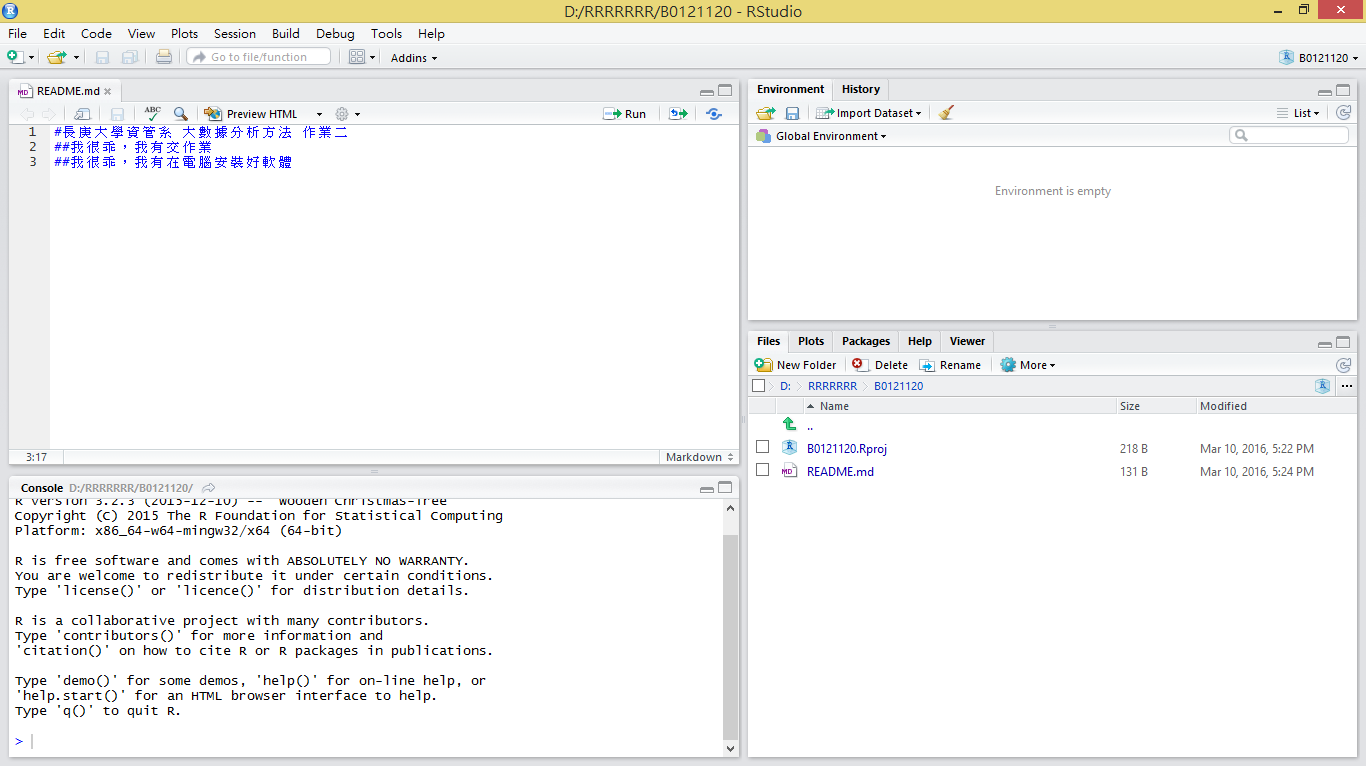 D:/RRRRRRR/B0121120 - RStudio
File Edit Code View Plots Session Build Debug Tools Help
Go to file/function Addins B0121120
README.md
ABC Preview HTML Run
1 #長庚大學資管系 大數據分析方法 作業二
2 ##我很乖，我有交作業
3 ##我很乖，我有在電腦安裝好軟體
3:17 Markdown
Console D:/RRRRRRR/B0121120/
R version 3.2.3 (2015-12-10) -- "Wooden Christmas-Tree"
Copyright (C) 2015 The R Foundation for Statistical Computing
Platform: x86_64-w64-mingw32/x64 (64-bit)
R is free software and comes with ABSOLUTELY NO WARRANTY.
You are welcome to redistribute it under certain conditions.
Type 'license()' or 'licence()' for distribution details.
R is a collaborative project with many contributors.
Type 'contributors()' for more information and
'citation()' on how to cite R or R packages in publications.
Type 'demo()' for some demos, 'help()' for on-line help, or
'help.start()' for an HTML browser interface to help.
Type 'q()' to quit R.
>
Environment History
Import Dataset List
Global Environment
Environment is empty
Files Plots Packages Help Viewer
New Folder Delete Rename More
D: RRRRRRR B0121120 ...
Name Size Modified
..
B0121120.Rproj 218 B Mar 10, 2016, 5:22 PM
README.md 131 B Mar 10, 2016, 5:24 PM